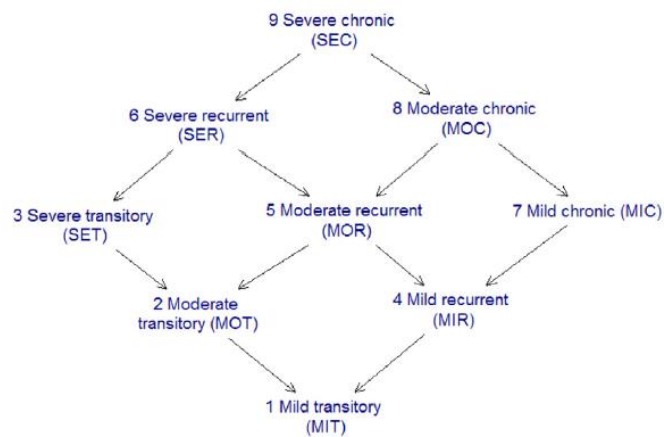 9 Severe chronic
(SEC)
6 Severe recurrent
(SER)
8 Moderate chronic
(MOC)
3 Severe transitory
(SET)
5 Moderate recurrent
(MOR)
7 Mild chronic (MIC)
2 Moderate
transitory (MOT)
4 Mild recurrent
(MIR)
1 Mild transitory
(MIT)